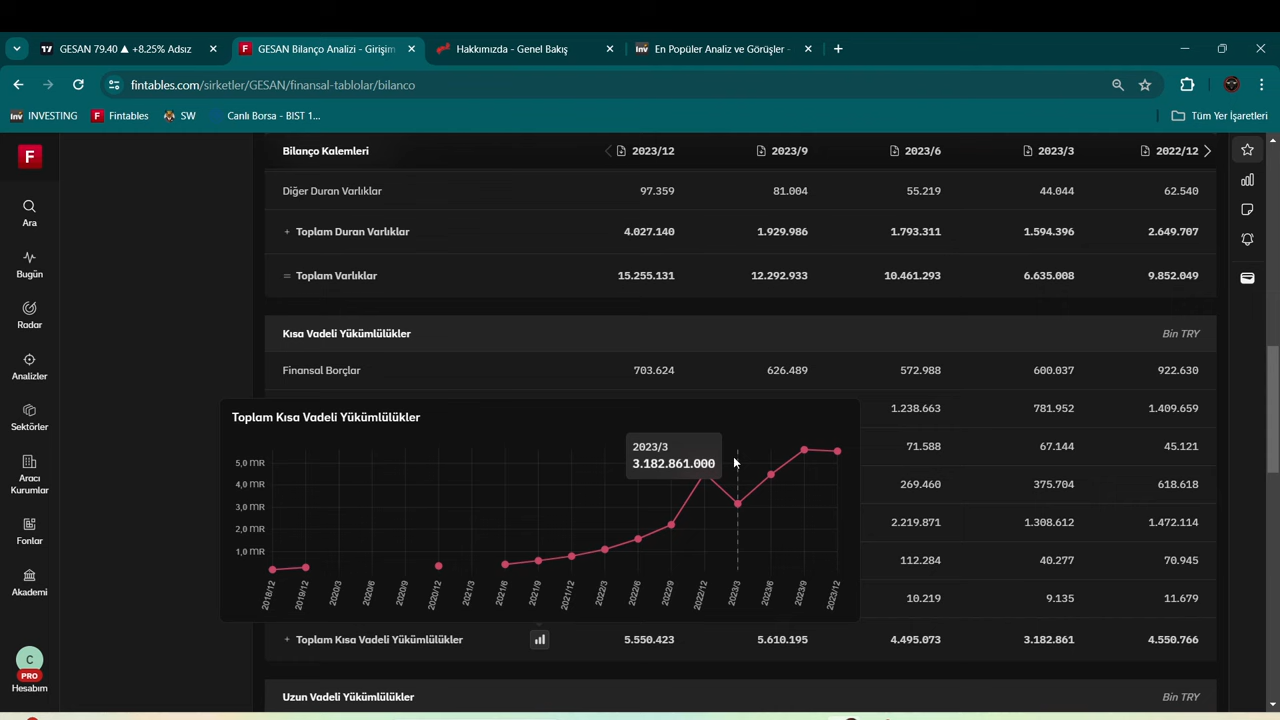 GESAN 79.40 ▲ +8.25% Adsız
GESAN Bilanço Analizi - Girişim
Hakkımızda - Genel Bakış
En Popüler Analiz ve Görüşler -
fintables.com/sirketler/GESAN/finansal-tablolar/bilanco
INVESTING
Fintables
SW
Canlı Borsa - BIST 1...
Tüm Yer İşaretleri
F
Ara
Bugün
Radar
Analizler
Sektörler
Aracı
Kurumlar
Fonlar
Akademi
C
PRO
Hesabım
Bilanço Kalemleri 2023/12 2023/9 2023/6 2023/3 2022/12
Diğer Duran Varlıklar 97.359 81.004 55.219 44.044 62.540
+ Toplam Duran Varlıklar 4.027.140 1.929.986 1.793.311 1.594.396 2.649.707
= Toplam Varlıklar 15.255.131 12.292.933 10.461.293 6.635.008 9.852.049
Kısa Vadeli Yükümlülükler Bin TRY
Finansal Borçlar 703.624 626.489 572.988 600.037 922.630
1.238.663 781.952 1.409.659
71.588 67.144 45.121
269.460 375.704 618.618
2.219.871 1.308.612 1.472.114
112.284 40.277 70.945
10.219 9.135 11.679
Toplam Kısa Vadeli Yükümlülükler
2023/3
3.182.861.000
5,0 mR
4,0 mR
3,0 mR
2,0 mR
1,0 mR
2018/12 2019/12 2020/3 2020/6 2020/9 2020/12 2021/3 2021/6 2021/9 2021/12 2022/3 2022/6 2022/9 2022/12 2023/3 2023/6 2023/9 2023/12
+ Toplam Kısa Vadeli Yükümlülükler 5.550.423 5.610.195 4.495.073 3.182.861 4.550.766
Uzun Vadeli Yükümlülükler Bin TRY